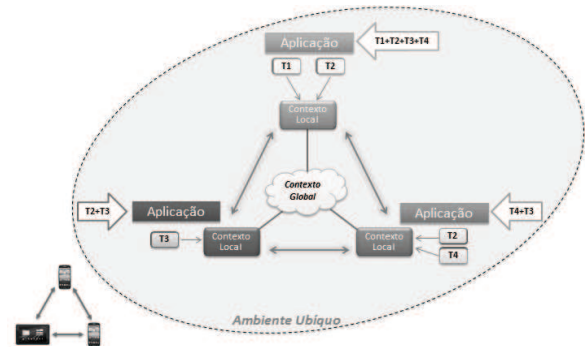 Aplicação
T1+T2+T3+T4
T1
T2
Contexto
Local
Contexto
Global
T2+T3
Aplicação
T3
Contexto
Local
Aplicação
T4+T3
Contexto
Local
T2
T4
Ambiente Ubíquo